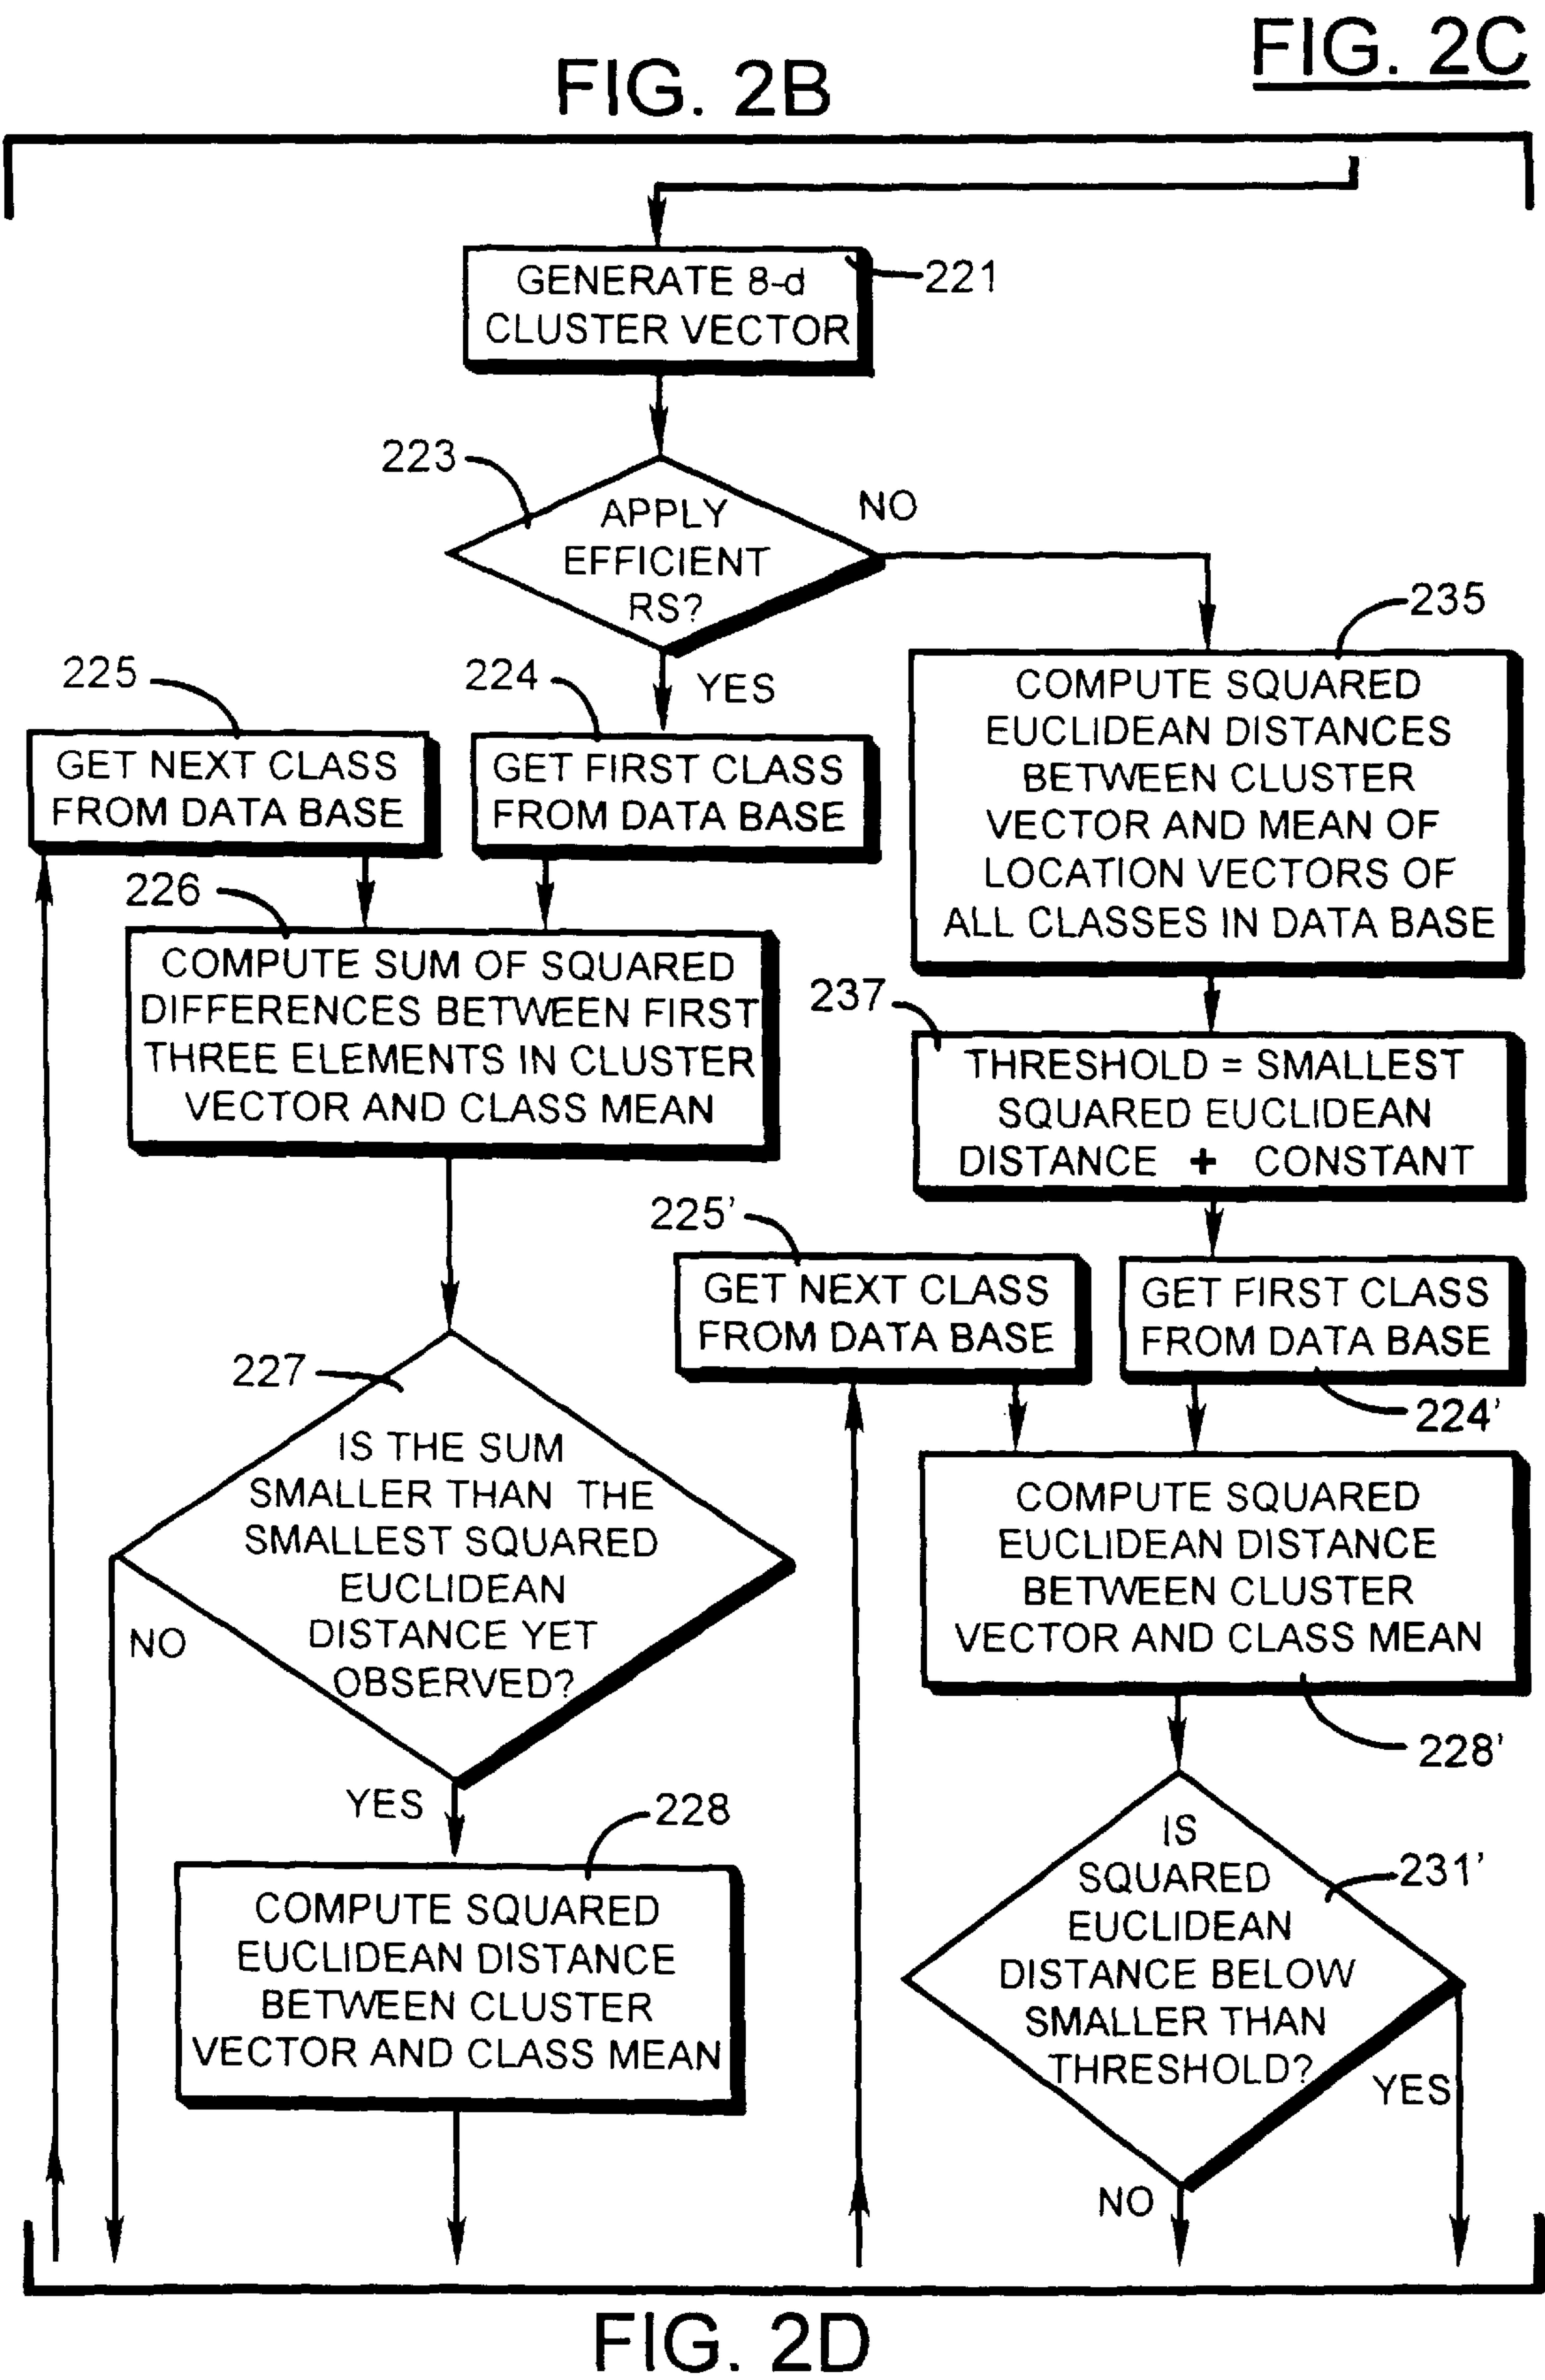 FIG. 2C
FIG. 2B
GENERATE 8-d
CLUSTER VECTOR
221
223
APPLY
EFFICIENT
RS?
NO
YES
235
COMPUTE SQUARED
EUCLIDEAN DISTANCES
BETWEEN CLUSTER
VECTOR AND MEAN OF
LOCATION VECTORS OF
ALL CLASSES IN DATA BASE
225
GET NEXT CLASS
FROM DATA BASE
224
GET FIRST CLASS
FROM DATA BASE
226
COMPUTE SUM OF SQUARED
DIFFERENCES BETWEEN FIRST
THREE ELEMENTS IN CLUSTER
VECTOR AND CLASS MEAN
237
THRESHOLD = SMALLEST
SQUARED EUCLIDEAN
DISTANCE + CONSTANT
225'
GET NEXT CLASS
FROM DATA BASE
GET FIRST CLASS
FROM DATA BASE
224'
227
IS THE SUM
SMALLER THAN THE
SMALLEST SQUARED
EUCLIDEAN
DISTANCE YET
OBSERVED?
NO
YES
COMPUTE SQUARED
EUCLIDEAN DISTANCE
BETWEEN CLUSTER
VECTOR AND CLASS MEAN
228'
228
COMPUTE SQUARED
EUCLIDEAN DISTANCE
BETWEEN CLUSTER
VECTOR AND CLASS MEAN
IS
SQUARED
EUCLIDEAN
DISTANCE BELOW
SMALLER THAN
THRESHOLD?
231'
YES
NO
FIG. 2D